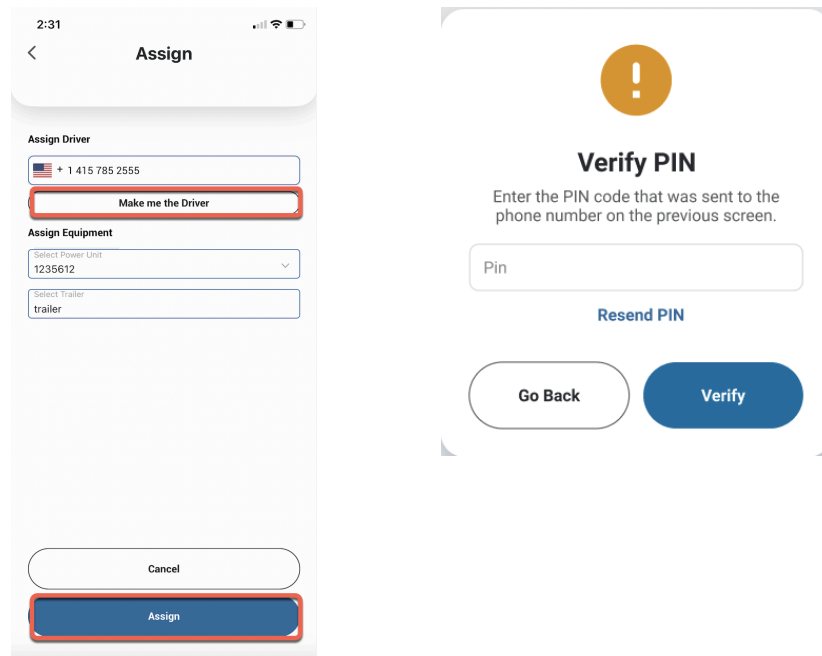 2:31
Assign
Assign Driver
+ 1 415 785 2555
Make me the Driver
Assign Equipment
Select Power Unit
1235612
Select Trailer
trailer
Cancel
Assign
Verify PIN
Enter the PIN code that was sent to the
phone number on the previous screen.
Pin
Resend PIN
Go Back
Verify